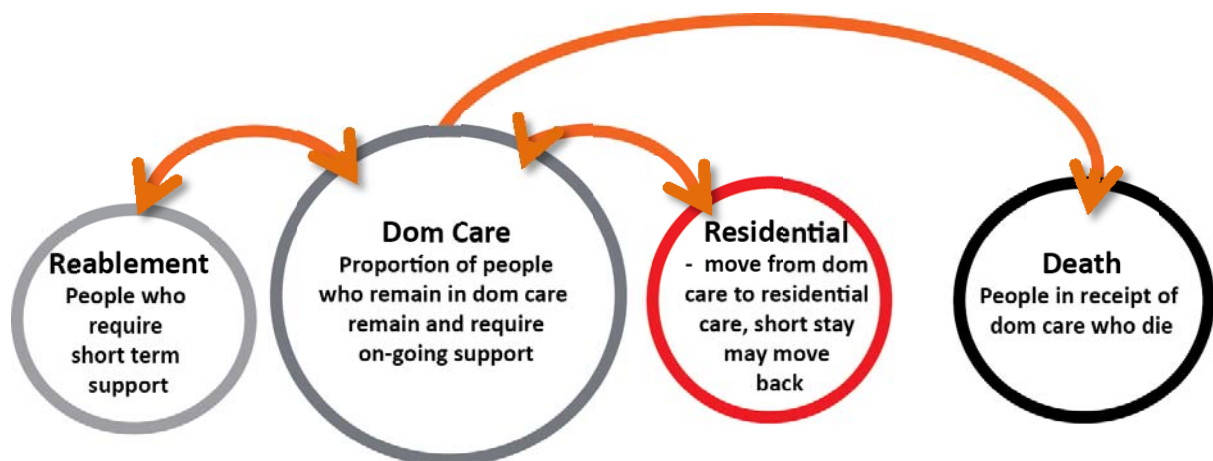 Reablement
People who
require
short term
support
Dom Care
Proportion of people
who remain in dom care
remain and require
on-going support
Residential
- move from dom
care to residential
care, short stay
may move
back
Death
People in receipt of
dom care who die